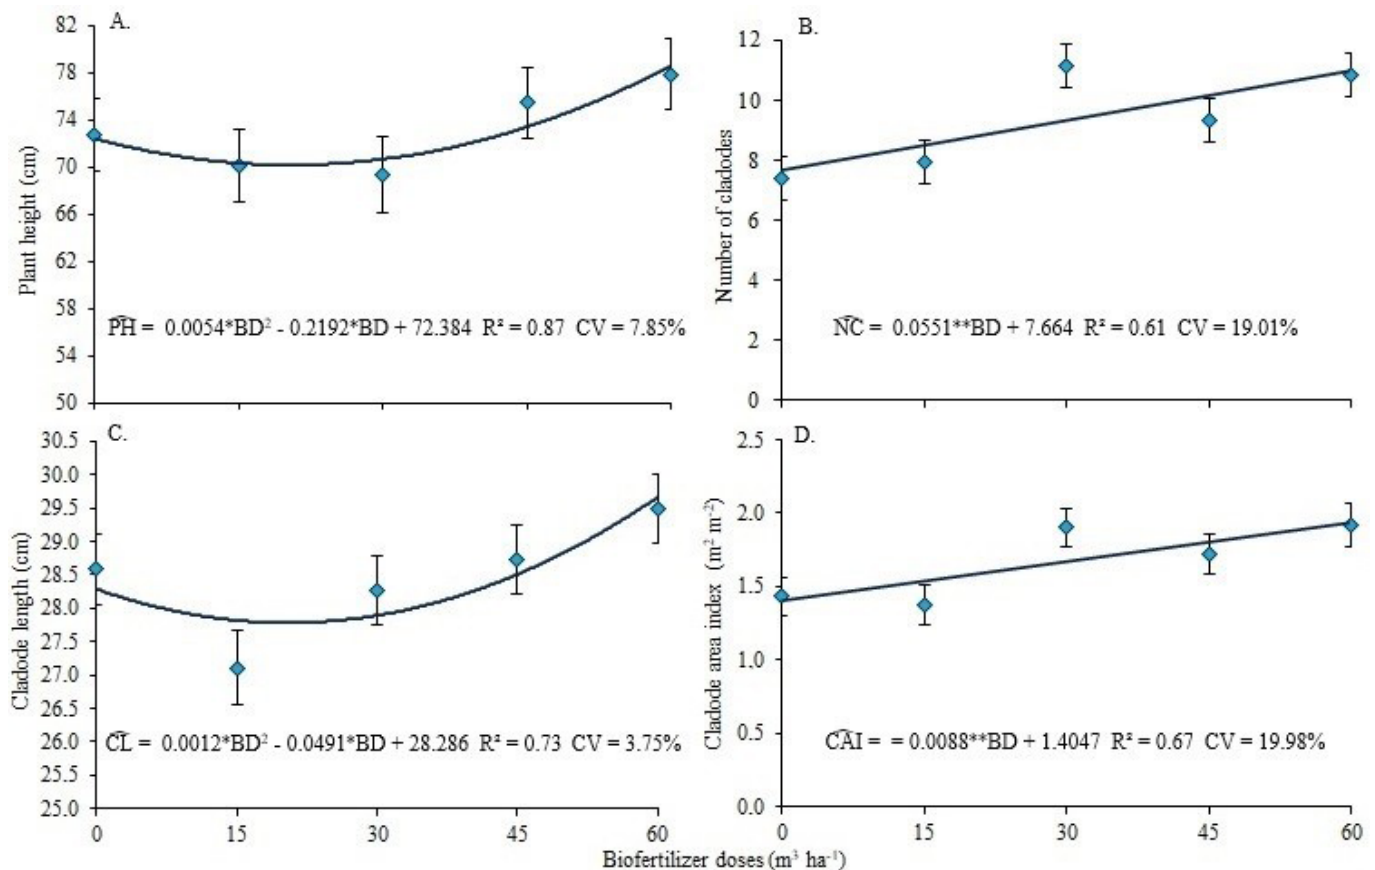 A.
82
78
74
70
66
62
58
54
50
Plant height (cm)
P̂H = 0.0054*BD² - 0.2192*BD + 72.384 R² = 0.87 CV = 7.85%
B.
12
10
8
6
4
2
0
Number of cladodes
N̂C = 0.0551**BD + 7.664 R² = 0.61 CV = 19.01%
C.
30.5
30.0
29.5
29.0
28.5
28.0
27.5
27.0
26.5
26.0
25.5
25.0
Cladode length (cm)
ĈL = 0.0012*BD² - 0.0491*BD + 28.286 R² = 0.73 CV = 3.75%
0 15 30 45 60
D.
2.5
2.0
1.5
1.0
0.5
0.0
Cladode area index (m² m⁻²)
ĈAI = = 0.0088**BD + 1.4047 R² = 0.67 CV = 19.98%
0 15 30 45 60
Biofertilizer doses (m³ ha⁻¹)